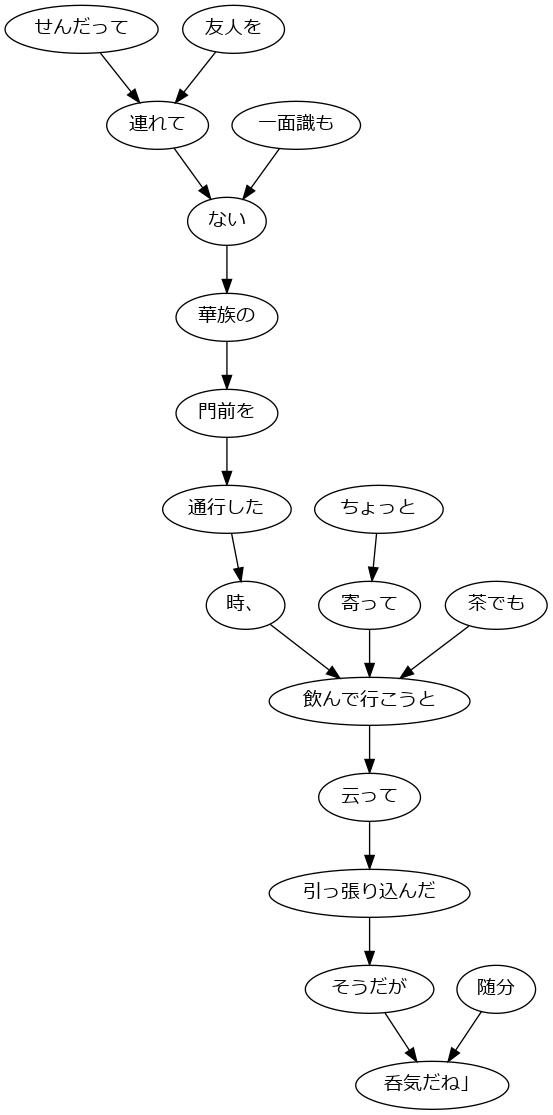 せんだって
友人を
連れて
一面識も
ない
華族の
門前を
通行した
ちょっと
時、
寄って
茶でも
飲んで行こうと
云って
引っ張り込んだ
そうだが
随分
呑気だね」